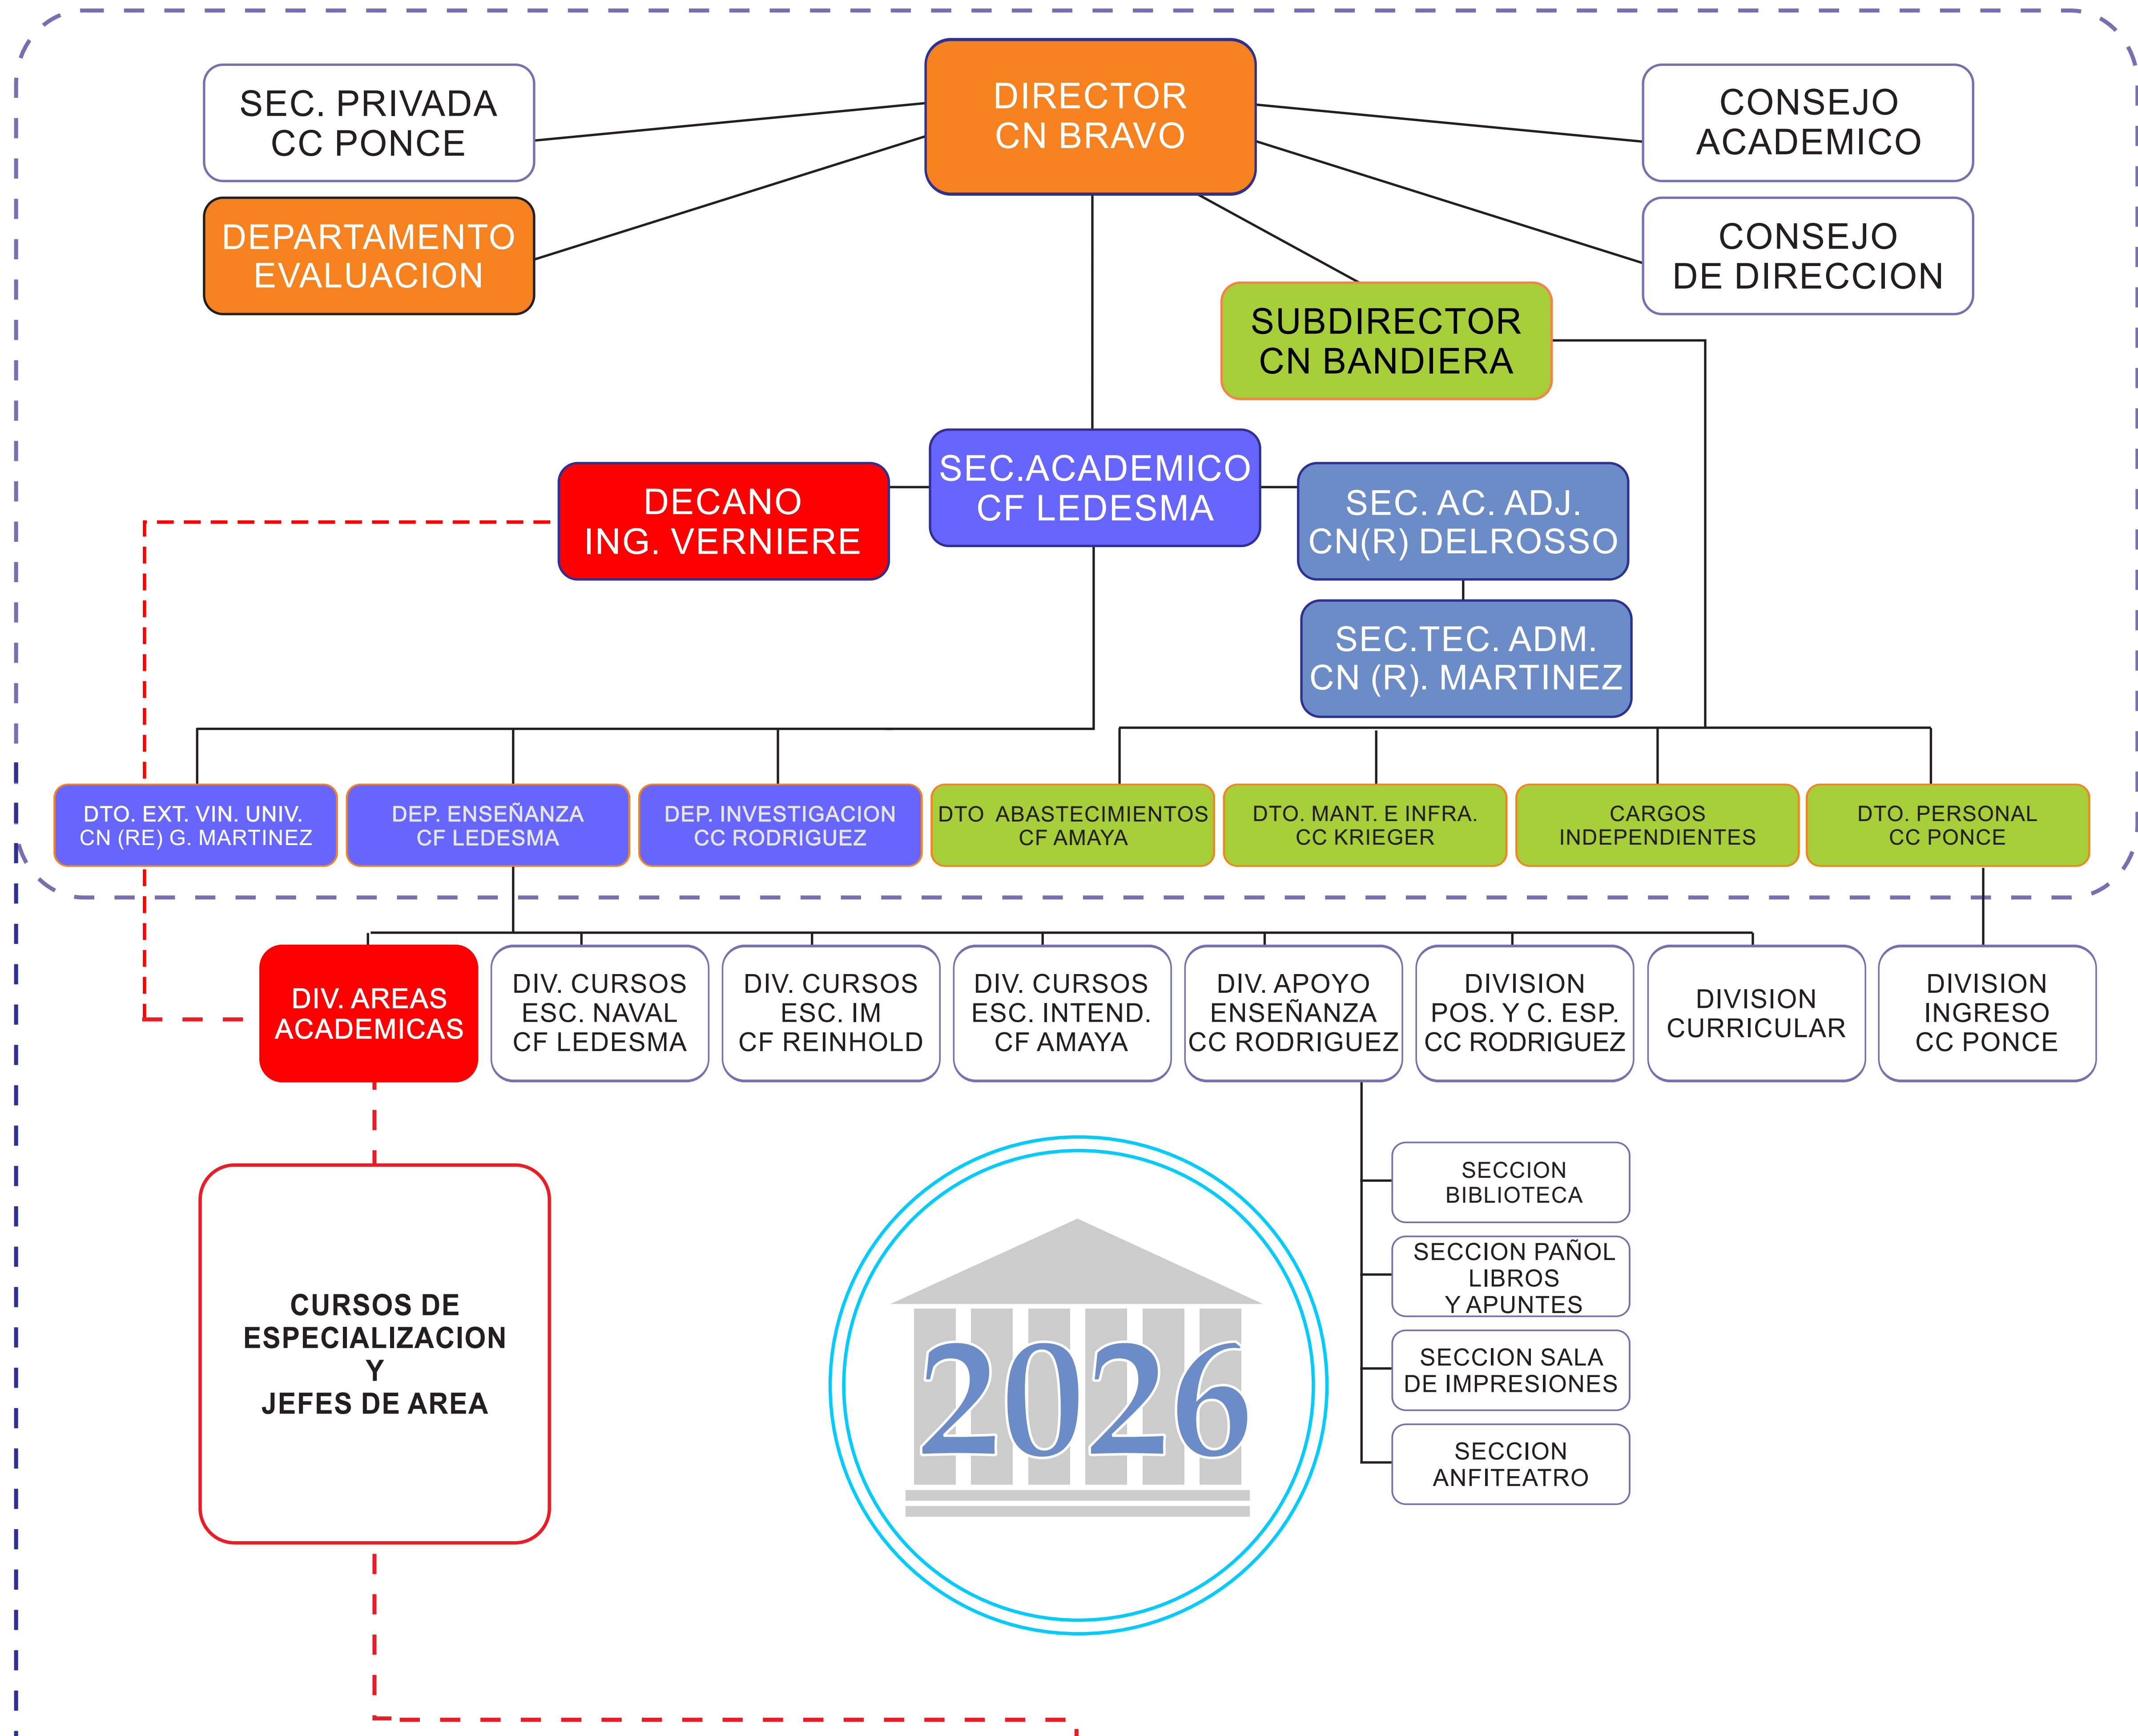 SEC. PRIVADA
CC PONCE
DIRECTOR
CN BRAVO
CONSEJO
ACADEMICO
DEPARTAMENTO
EVALUACION
CONSEJO
DE DIRECCION
SUBDIRECTOR
CN BANDIERA
SEC.ACADEMICO
CF LEDESMA
DECANO
ING. VERNIERE
SEC. AC. ADJ.
CN(R) DELROSSO
SEC.TEC. ADM.
CN (R). MARTINEZ
DTO. EXT. VIN. UNIV.
CN (RE) G. MARTINEZ
DEP. ENSEÑANZA
CF LEDESMA
DEP. INVESTIGACION
CC RODRIGUEZ
DTO ABASTECIMIENTOS
CF AMAYA
DTO. MANT. E INFRA.
CC KRIEGER
CARGOS
INDEPENDIENTES
DTO. PERSONAL
CC PONCE
DIV. AREAS
ACADEMICAS
DIV. CURSOS
ESC. NAVAL
CF LEDESMA
DIV. CURSOS
ESC. IM
CF REINHOLD
DIV. CURSOS
ESC. INTEND.
CF AMAYA
DIV. APOYO
ENSEÑANZA
CC RODRIGUEZ
DIVISION
POS. Y C. ESP.
CC RODRIGUEZ
DIVISION
CURRICULAR
DIVISION
INGRESO
CC PONCE
SECCION
BIBLIOTECA
SECCION PAÑOL
LIBROS
Y APUNTES
SECCION SALA
DE IMPRESIONES
SECCION
ANFITEATRO
CURSOS DE
ESPECIALIZACION
Y
JEFES DE AREA
2026